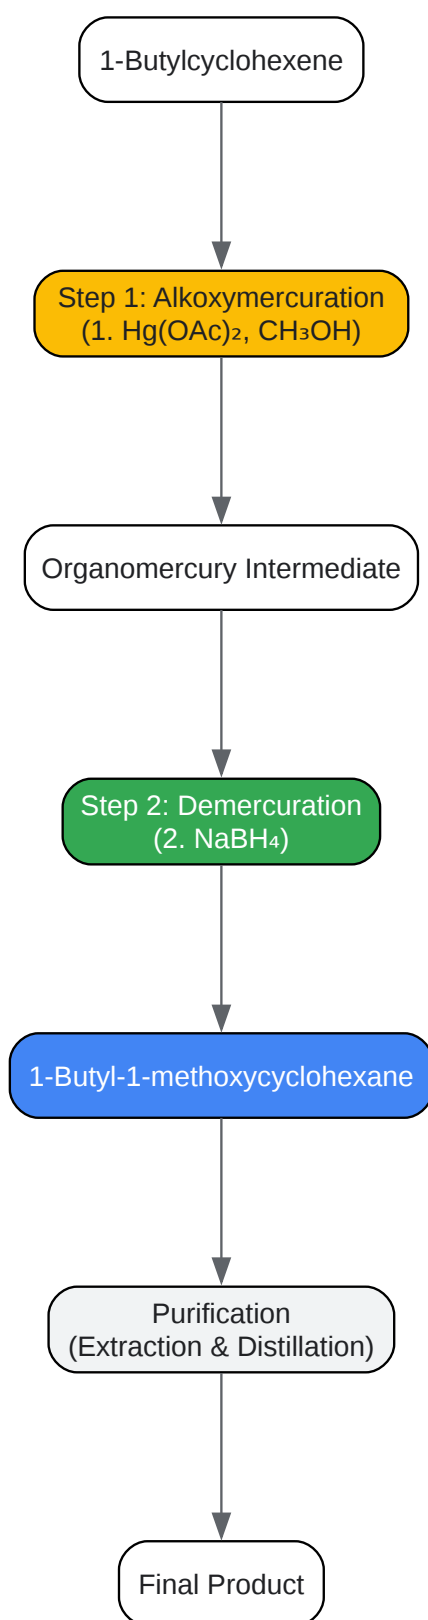 1-Butylcyclohexene
Step 1: Alkoxymercuration
(1. Hg(OAc)₂, CH₃OH)
Organomercury Intermediate
Step 2: Demercuration
(2. NaBH₄)
1-Butyl-1-methoxycyclohexane
Purification
(Extraction & Distillation)
Final Product